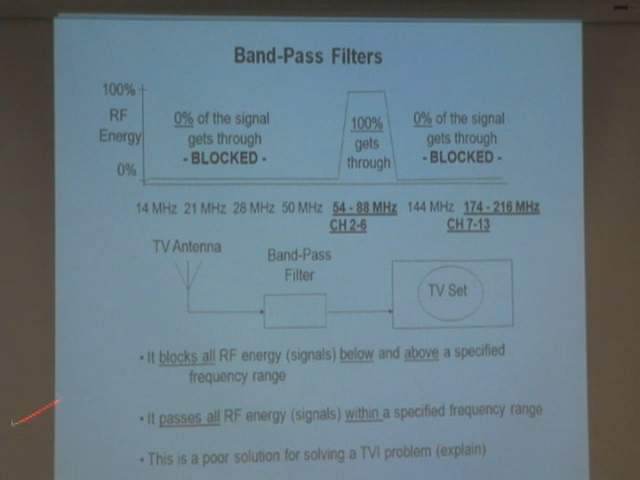 Band-Pass Filters
100%
RF
Energy
0%
0% of the signal
gets through
- BLOCKED -
100%
gets
through
0% of the signal
gets through
- BLOCKED -
14 MHz 21 MHz 28 MHz 50 MHz 54 - 88 MHz 144 MHz 174 - 216 MHz
CH 2-6 CH 7-13
TV Antenna
Band-Pass
Filter
TV Set
• It blocks all RF energy (signals) below and above a specified
frequency range
• It passes all RF energy (signals) within a specified frequency range
• This is a poor solution for solving a TVI problem (explain)